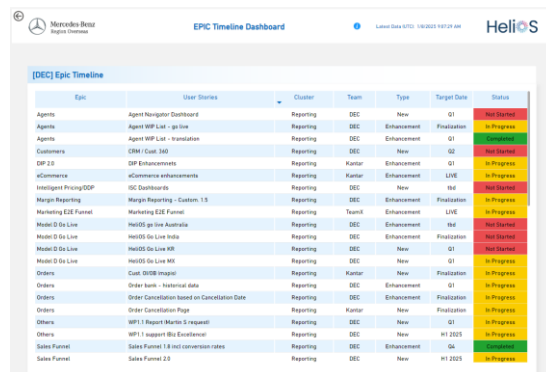 Mercedes-Benz
Region Overseas
EPIC Timeline Dashboard
Latest Data (UTC): 1/8/2025 9:07:29 AM
HeliOS
[DEC] Epic Timeline
Epic User Stories Cluster Team Type Target Date Status
Agents Agent Navigator Dashboard Reporting DEC New Q1 Not Started
Agents Agent WIP List - go live Reporting DEC Enhancement Finalization In Progress
Agents Agent WIP List - translation Reporting DEC Enhancement Q1 Completed
Customers CRM / Cust. 360 Reporting DEC New Q2 Not Started
DIP 2.0 DIP Enhancemnets Reporting Kantar Enhancement Q1 In Progress
eCommerce eCommerce enhancements Reporting Kantar Enhancement LIVE In Progress
Intelligent Pricing/DDP ISC Dashboards Reporting DEC New tbd Not Started
Margin Reporting Margin Reporting - Custom. 1.5 Reporting DEC Enhancement Finalization In Progress
Marketing E2E Funnel Marketing E2E Funnel Reporting TeamX Enhancement LIVE In Progress
Model D Go Live HeliOS go live Australia Reporting DEC Enhancement tbd Not Started
Model D Go Live HeliOS Go Live India Reporting DEC Enhancement Finalization In Progress
Model D Go Live HeliOS Go Live KR Reporting DEC New Q1 Not Started
Model D Go Live HeliOS Go Live MX Reporting DEC New Q1 In Progress
Orders Cust. OI/OB (mapis) Reporting Kantar New Finalization In Progress
Orders Order bank - historical data Reporting DEC Enhancement Q1 In Progress
Orders Order Cancellation based on Cancellation Date Reporting DEC Enhancement Finalization In Progress
Orders Order Cancellation Page Reporting Kantar New Finalization In Progress
Others WP1.1 Report (Martin S request) Reporting DEC New Q1 In Progress
Others WP1.1 support (Biz Excellence) Reporting DEC New H1 2025 In Progress
Sales Funnel Sales Funnel 1.8 incl conversion rates Reporting DEC Enhancement Q4 Completed
Sales Funnel Sales Funnel 2.0 Reporting DEC New H1 2025 In Progress